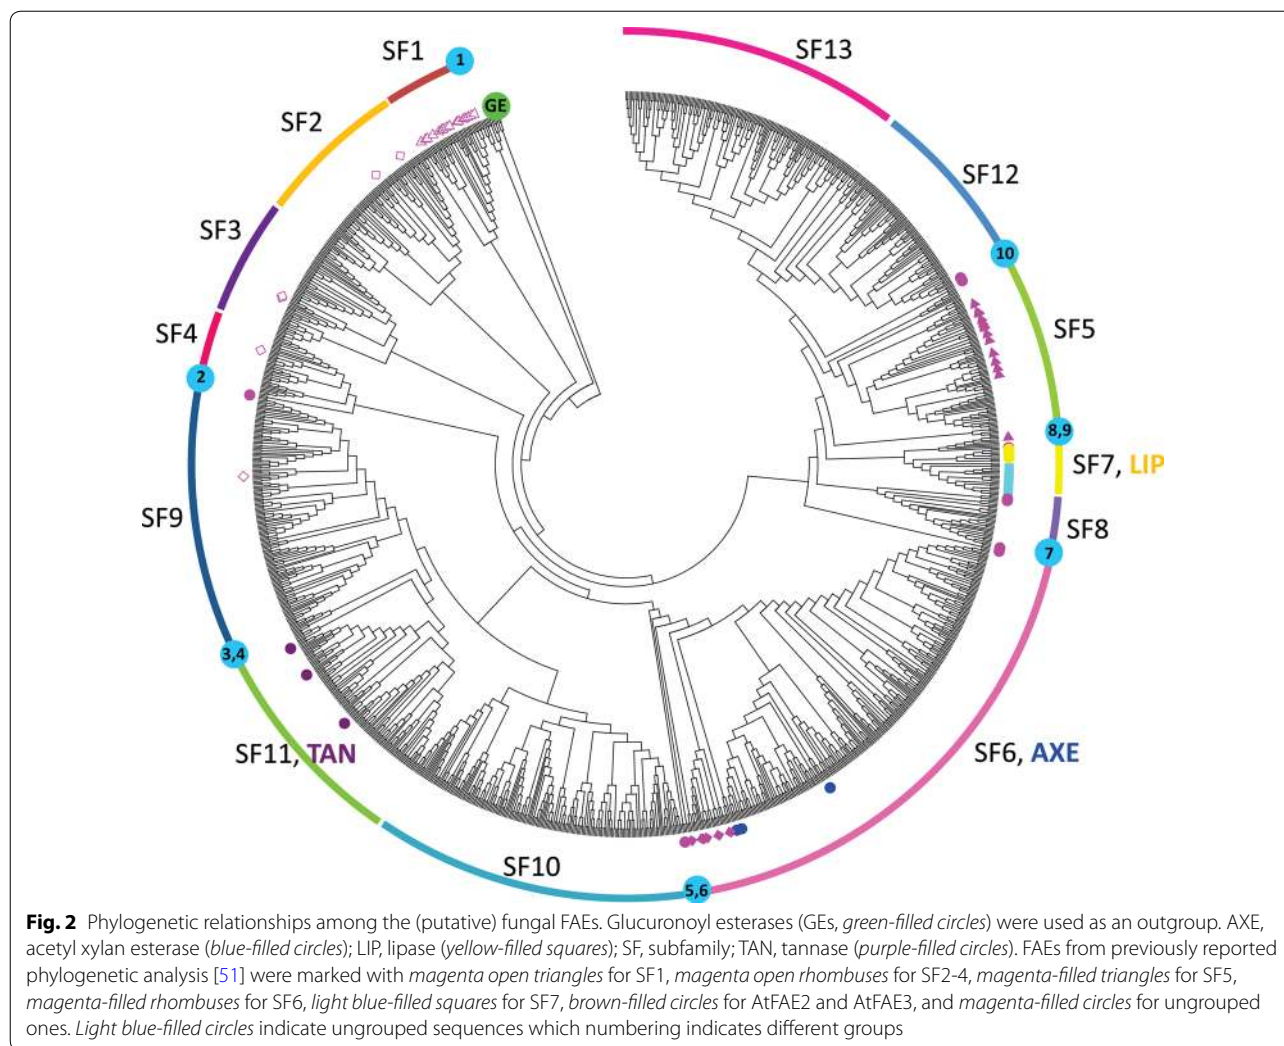 SF1
1
SF13
GE
SF2
SF12
SF3
10
SF4
SF5
2
8,9
SF7, LIP
SF9
SF8
7
3,4
SF11, TAN
SF6, AXE
SF10
5,6
Fig. 2 Phylogenetic relationships among the (putative) fungal FAEs. Glucuronoyl esterases (GEs, green-filled circles) were used as an outgroup. AXE,
acetyl xylan esterase (blue-filled circles); LIP, lipase (yellow-filled squares); SF, subfamily; TAN, tannase (purple-filled circles). FAEs from previously reported
phylogenetic analysis [51] were marked with magenta open triangles for SF1, magenta open rhombuses for SF2-4, magenta-filled triangles for SF5,
magenta-filled rhombuses for SF6, light blue-filled squares for SF7, brown-filled circles for AtFAE2 and AtFAE3, and magenta-filled circles for ungrouped
ones. Light blue-filled circles indicate ungrouped sequences which numbering indicates different groups